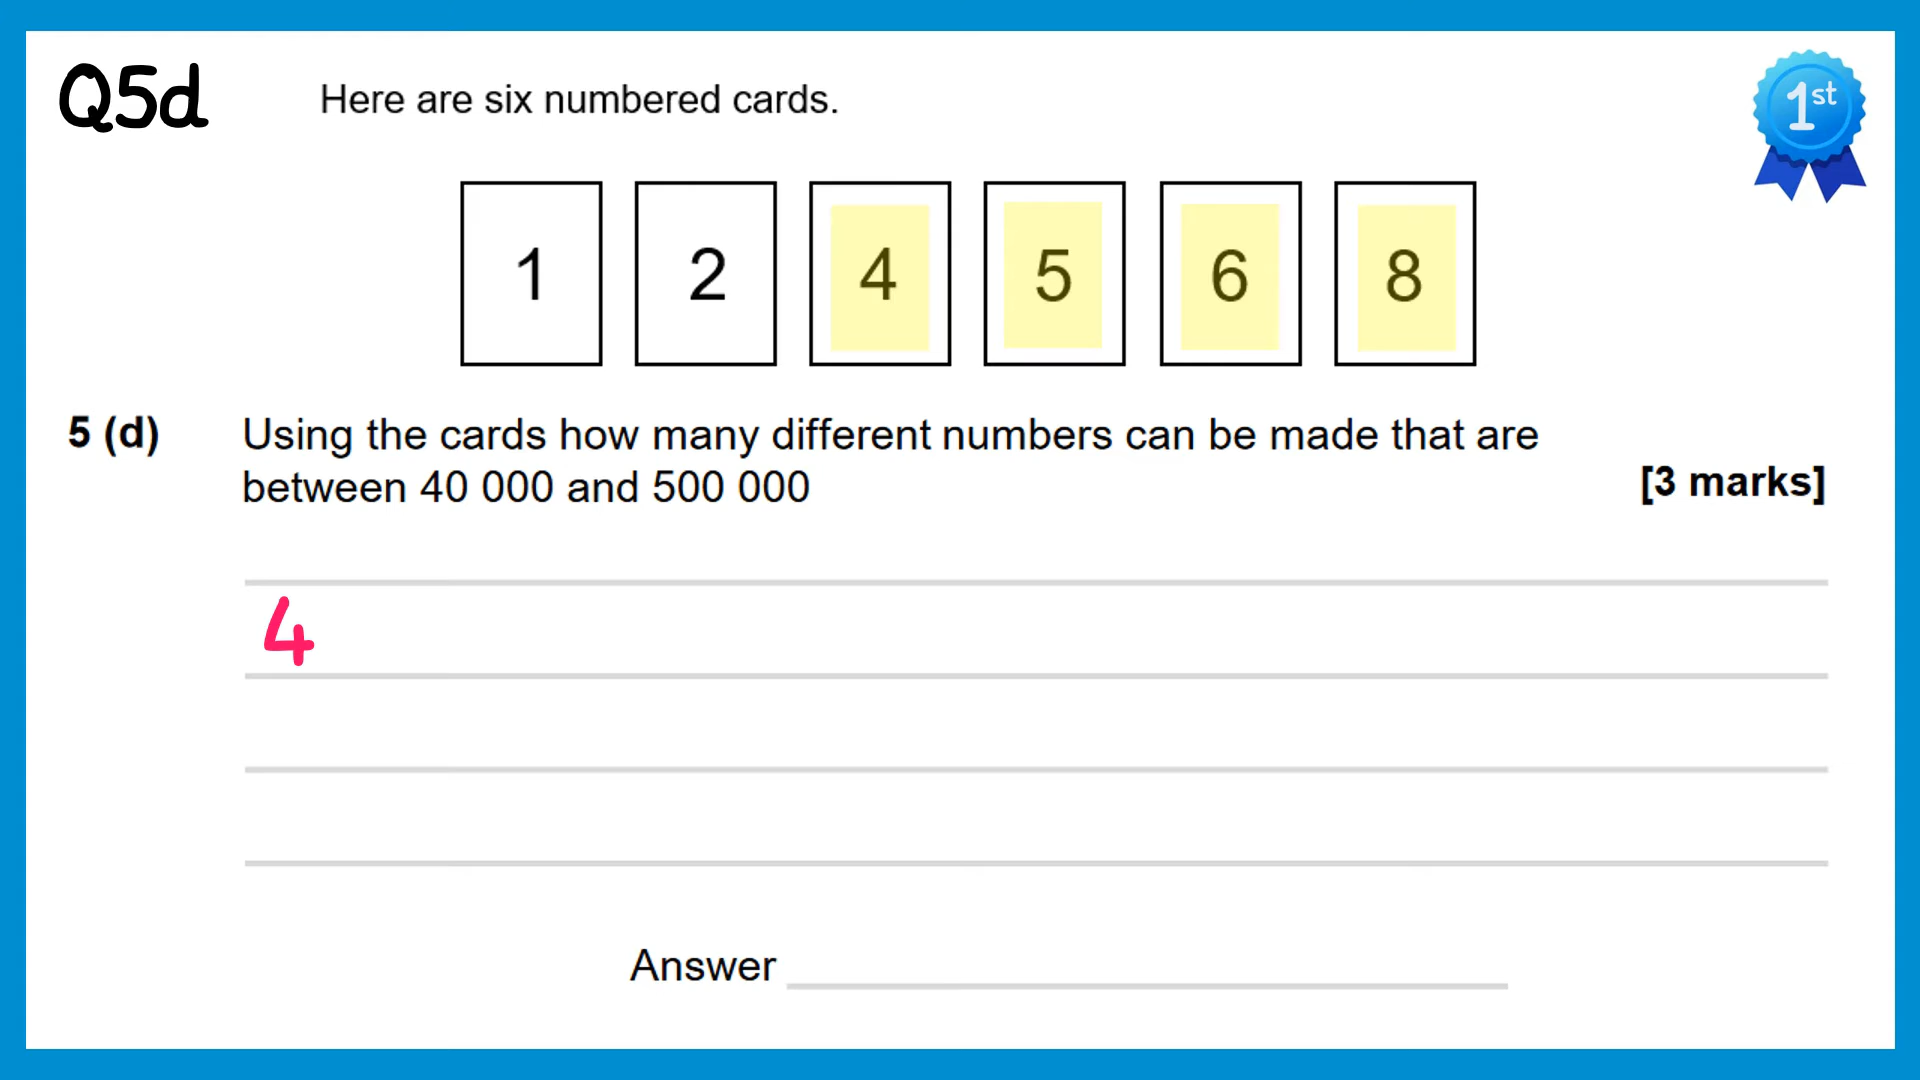 Q5d
Here are six numbered cards.
1st
1 2 4 5 6 8
5 (d) Using the cards how many different numbers can be made that are
between 40 000 and 500 000
[3 marks]
4
Answer